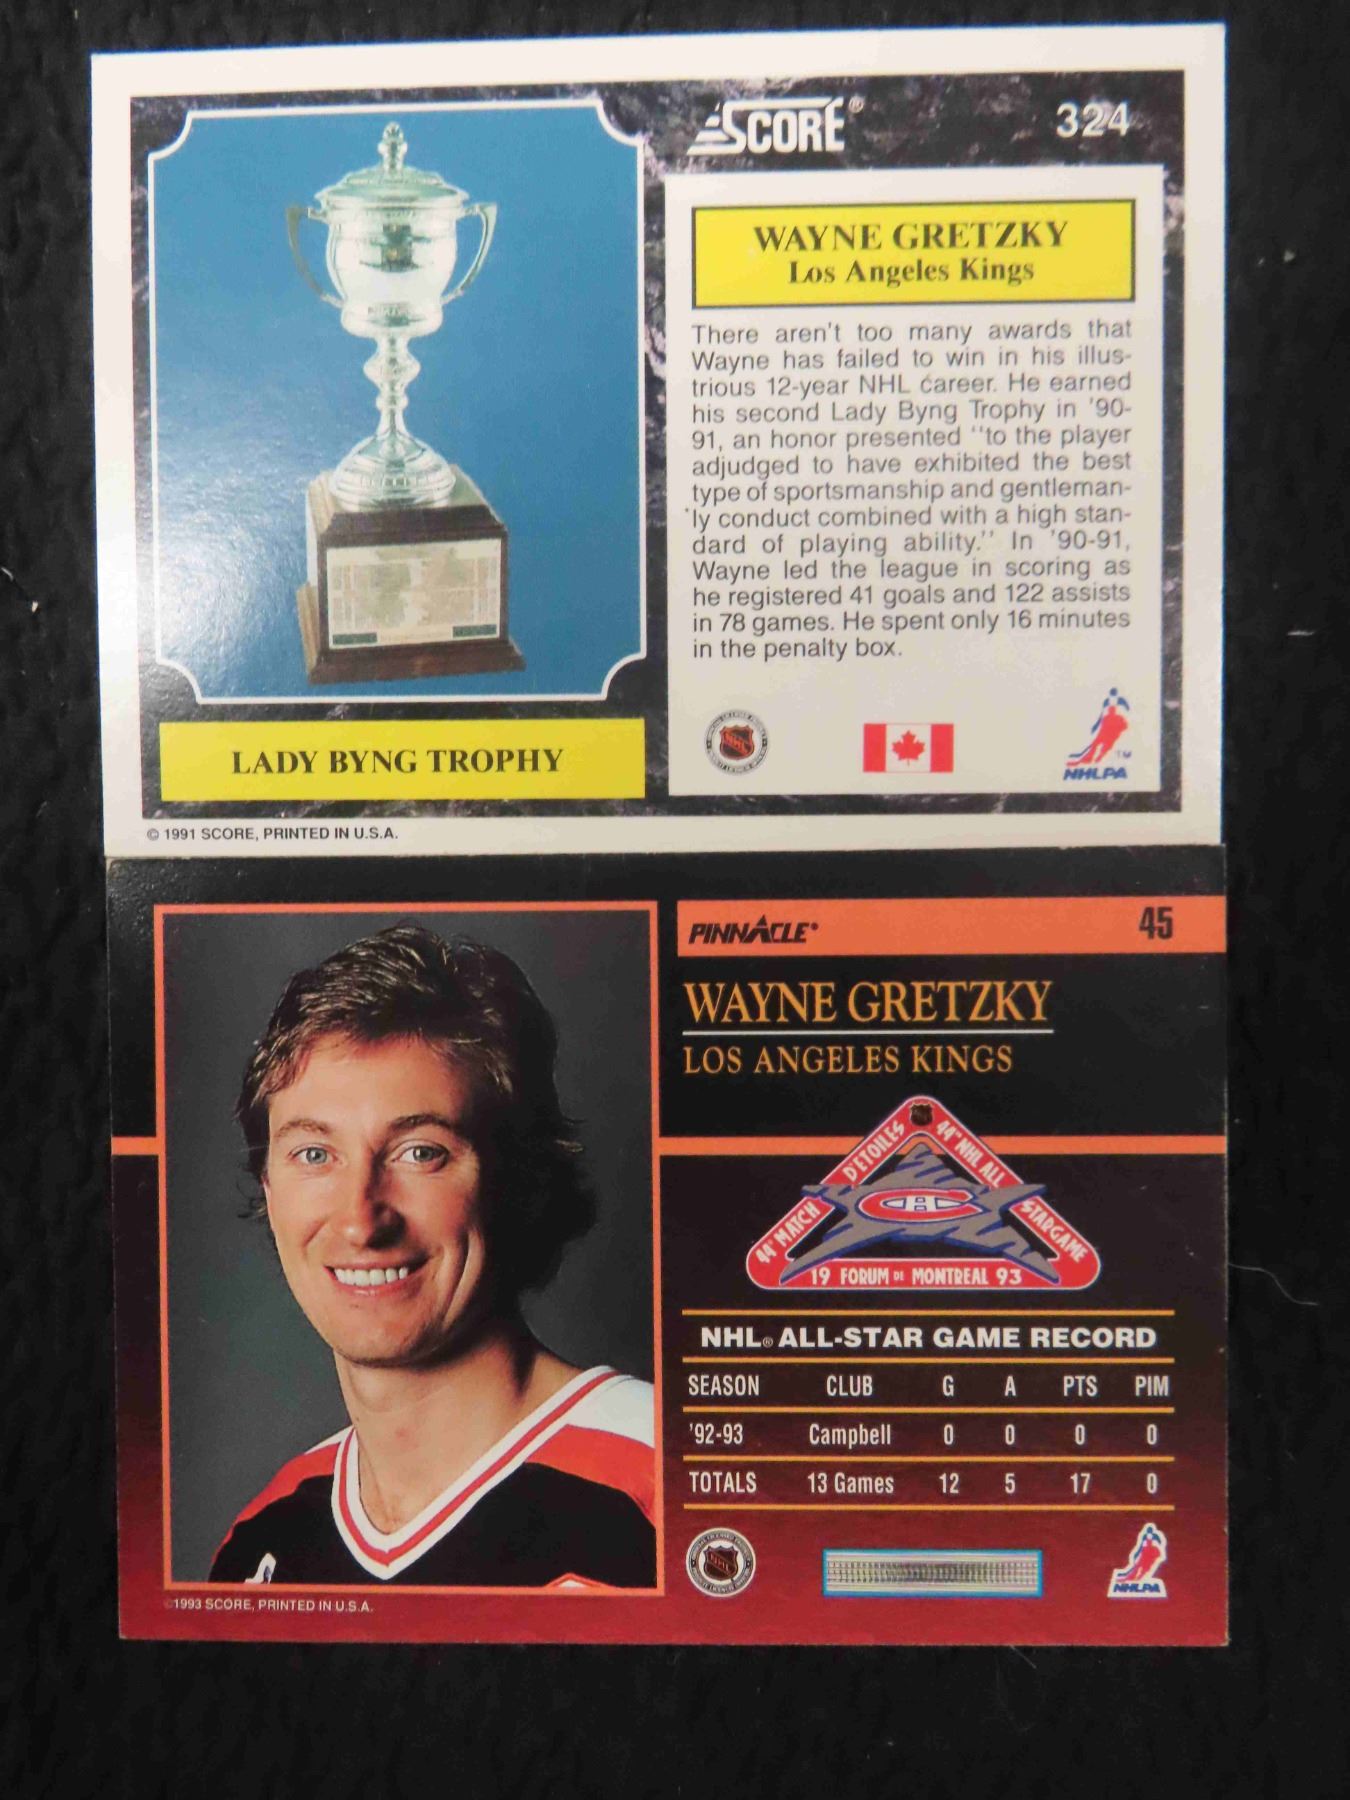 SCORE®
324
WAYNE GRETZKY
Los Angeles Kings
There aren't too many awards that
Wayne has failed to win in his illus-
trious 12-year NHL career. He earned
his second Lady Byng Trophy in '90-
91, an honor presented "to the player
adjudged to have exhibited the best
type of sportsmanship and gentleman-
ly conduct combined with a high stan-
dard of playing ability." In '90-91,
Wayne led the league in scoring as
he registered 41 goals and 122 assists
in 78 games. He spent only 16 minutes
in the penalty box.
NHL
TM
NHLPA
LADY BYNG TROPHY
© 1991 SCORE, PRINTED IN U.S.A.
PINNACLE®
45
WAYNE GRETZKY
LOS ANGELES KINGS
44e MATCH D'ETOILES
44th NHL ALL STAR GAME
19 FORUM DE MONTREAL 93
NHL® ALL-STAR GAME RECORD
SEASON CLUB G A PTS PIM
'92-93 Campbell 0 0 0 0
TOTALS 13 Games 12 5 17 0
NHL
NHLPA
©1993 SCORE, PRINTED IN U.S.A.